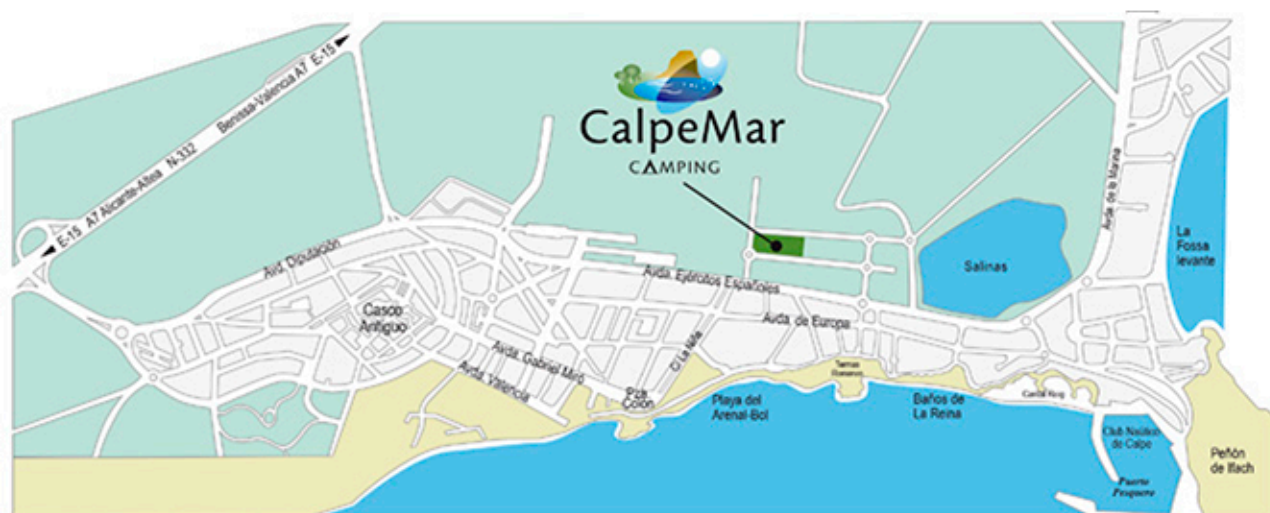 E-15
Benissa-Valencia A7
N-332
A7 Alicante-Altea
E-15
CalpeMar
CAMPING
Avda. de la Marina
La
Fossa
levante
Salinas
Avd. Diputación
Avda. Ejércitos Españoles
Casco
Antiguo
Avda. de Europa
C/ La Niña
Avda. Gabriel Miró
Avda. Valencia
Pza.
Colón
Playa del
Arenal-Bol
Baños de
La Reina
Club Naútico
de Calpe
Puerto
Pesquero
Peñón
de Ifach